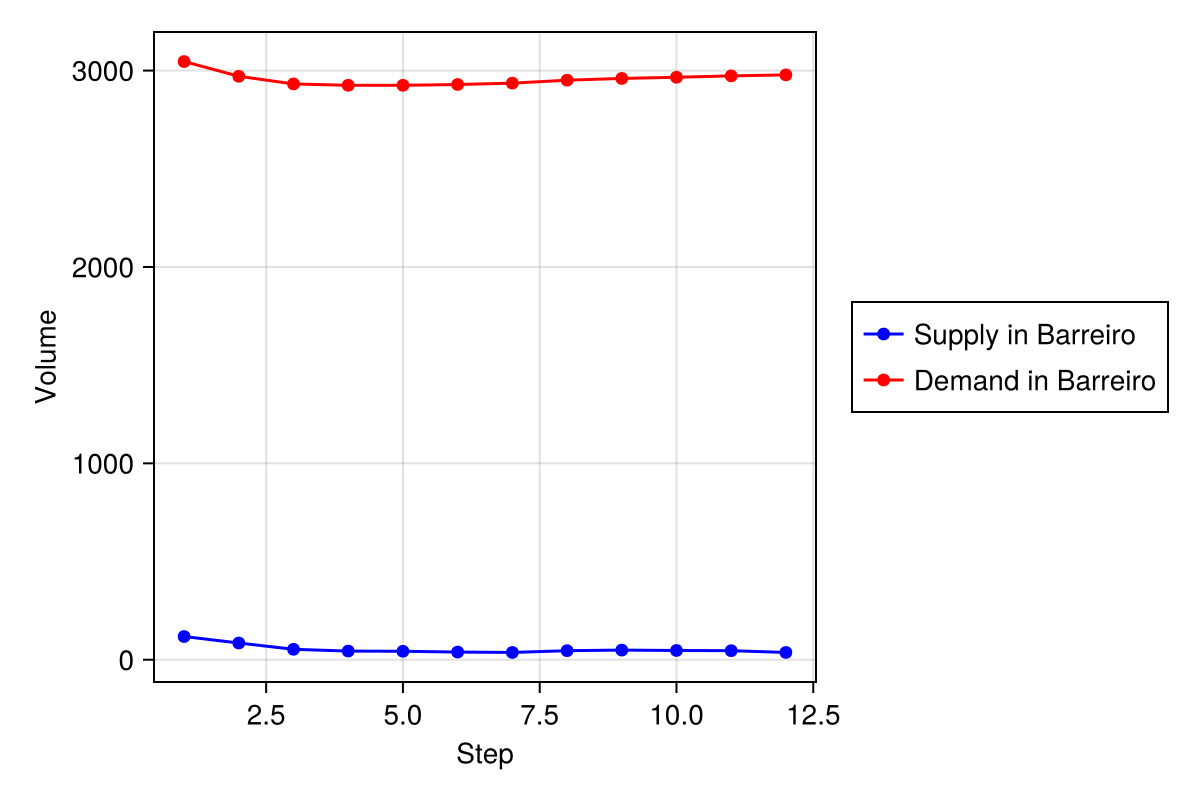 3000
2000
1000
0
Volume
2.5 5.0 7.5 10.0 12.5
Step
Supply in Barreiro
Demand in Barreiro